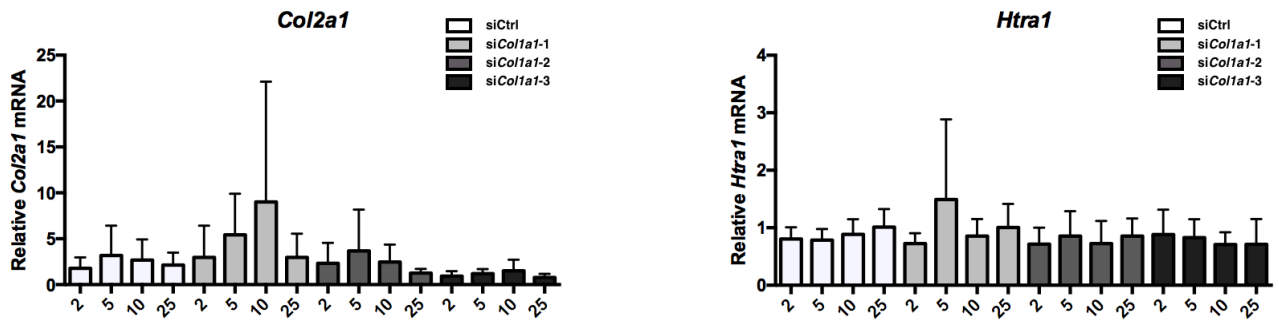 Col2a1
siCtrl
siCol1a1-1
siCol1a1-2
siCol1a1-3
Relative Col2a1 mRNA
25
20
15
10
5
0
2 5 10 25 2 5 10 25 2 5 10 25 2 5 10 25
Htra1
siCtrl
siCol1a1-1
siCol1a1-2
siCol1a1-3
Relative Htra1 mRNA
4
3
2
1
0
2 5 10 25 2 5 10 25 2 5 10 25 2 5 10 25